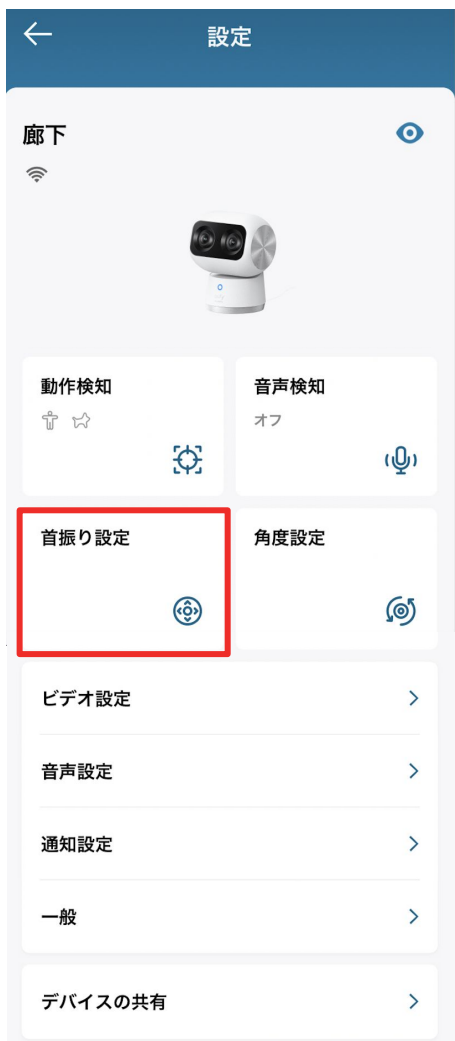 設定
廊下
動作検知
音声検知
オフ
首振り設定
角度設定
ビデオ設定
音声設定
通知設定
一般
デバイスの共有